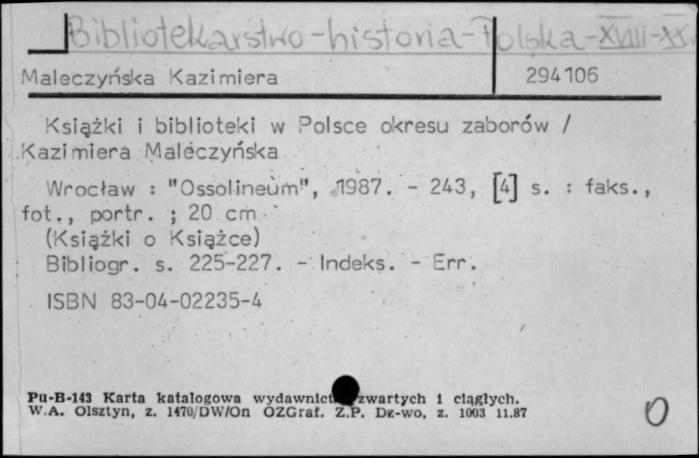 Bibliotekarstwo-historia-Polska-XVIII-XX
Maleczyńska Kazimiera 294106
Książki i biblioteki w Polsce okresu zaborów /
Kazimiera Maleczyńska
Wrocław : "Ossolineum", 1987. - 243, [4] s. : faks.,
fot., portr. ; 20 cm
(Książki o Książce)
Bibliogr. s. 225-227. - Indeks. - Err.
ISBN 83-04-02235-4
Pu-B-143 Karta katalogowa wydawnict zwartych i ciągłych.
W.A. Olsztyn, z. 1470/DW/On OZGraf. Z.P. Dz-wo, z. 1003 11.87
0